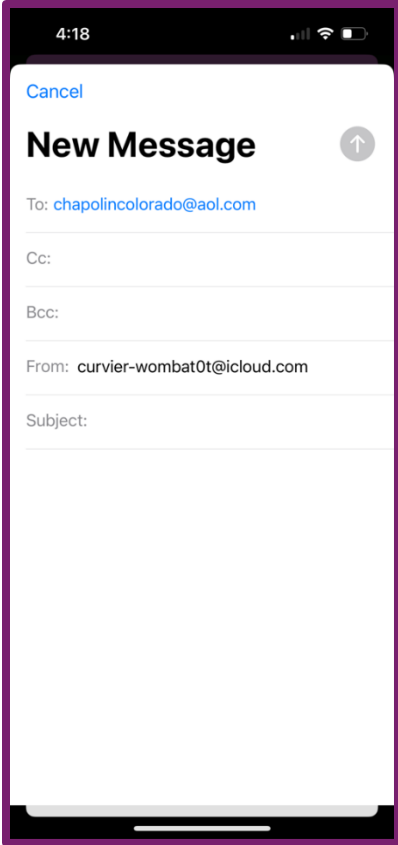 4:18
Cancel
New Message
To: chapolincolorado@aol.com
Cc:
Bcc:
From: curvier-wombat0t@icloud.com
Subject: